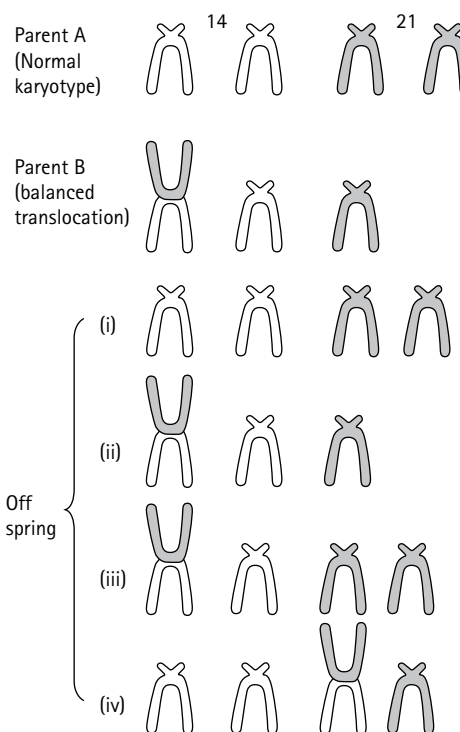 14 21
Parent A
(Normal
karyotype)
Parent B
(balanced
translocation)
(i)
(ii)
Off
spring
(iii)
(iv)